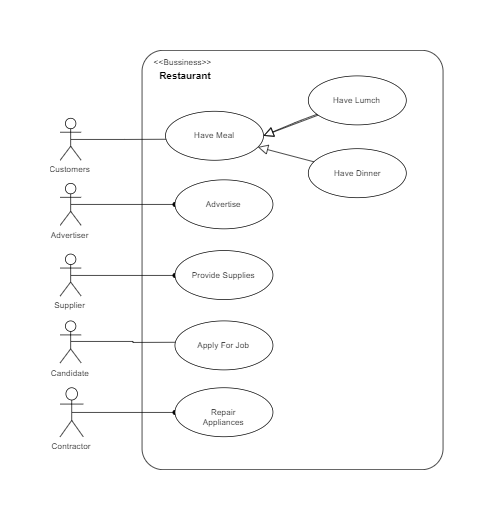 <<Bussiness>>
Restaurant
Have Lumch
Have Meal
Customers
Have Dinner
Advertise
Advertiser
Provide Supplies
Supplier
Apply For Job
Candidate
Repair
Appliances
Contractor